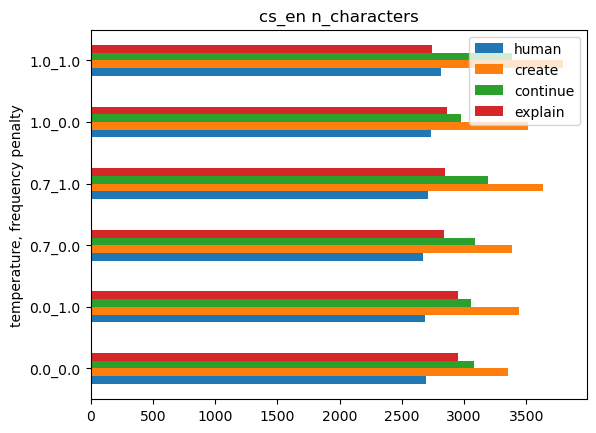 cs_en n_characters
human
create
continue
explain
temperature, frequency penalty
1.0_1.0
1.0_0.0
0.7_1.0
0.7_0.0
0.0_1.0
0.0_0.0
0 500 1000 1500 2000 2500 3000 3500